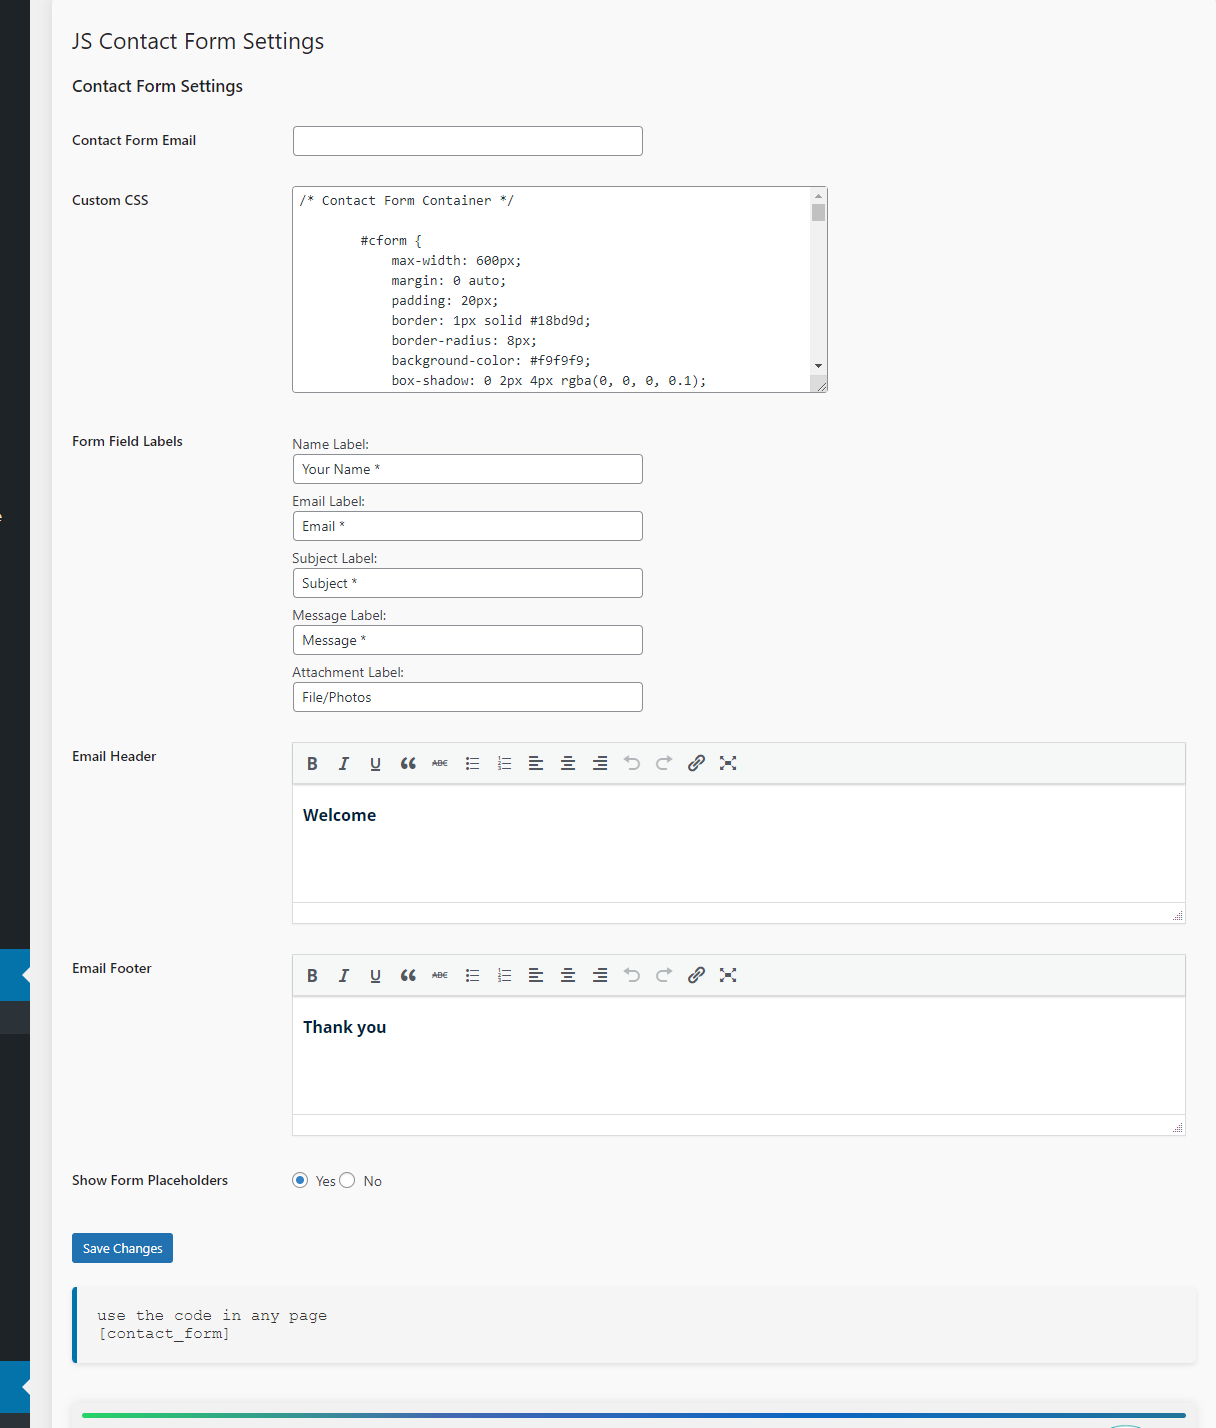 JS Contact Form Settings
Contact Form Settings
Contact Form Email
Custom CSS
/* Contact Form Container */
#cform {
max-width: 600px;
margin: 0 auto;
padding: 20px;
border: 1px solid #18bd9d;
border-radius: 8px;
background-color: #f9f9f9;
box-shadow: 0 2px 4px rgba(0, 0, 0, 0.1);
Form Field Labels
Name Label:
Your Name *
Email Label:
Email *
Subject Label:
Subject *
Message Label:
Message *
Attachment Label:
File/Photos
Email Header
B I U ABC
Welcome
Email Footer
B I U ABC
Thank you
Show Form Placeholders
Yes No
Save Changes
use the code in any page
[contact_form]